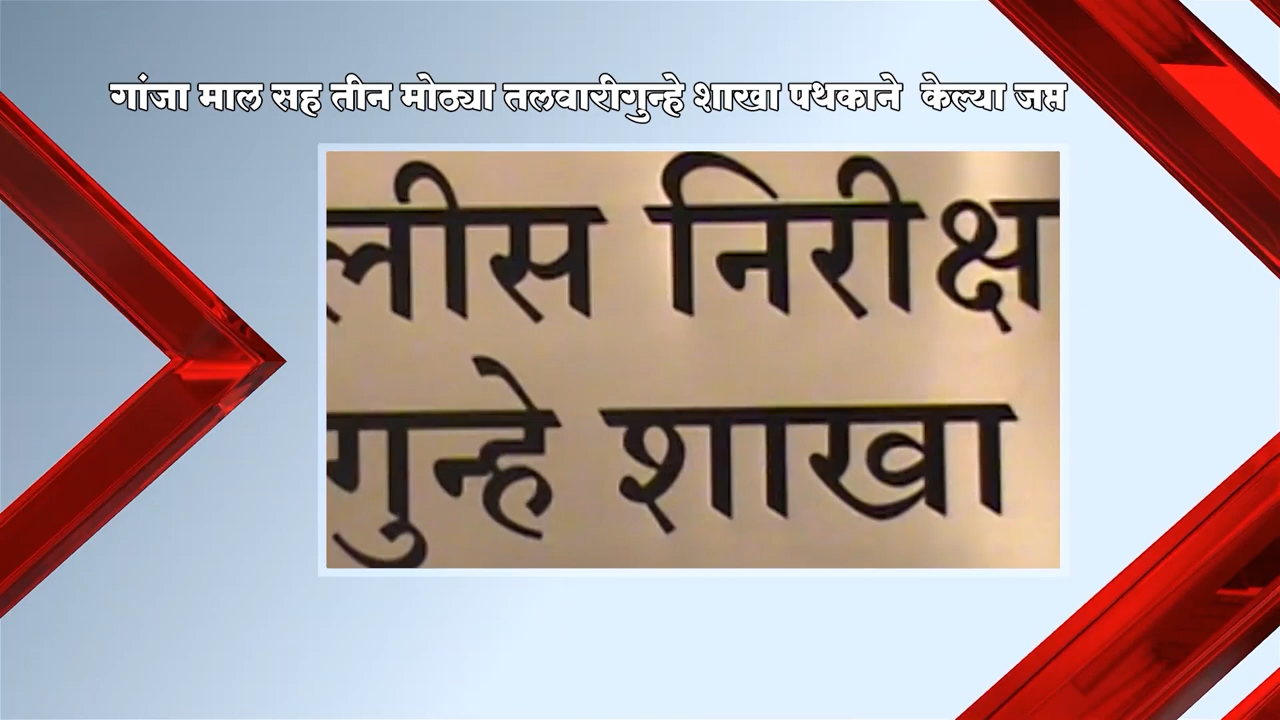 गांजा माल सह तीन मोठ्या तलवारीगुन्हे शाखा पथकाने  केल्या जप्त
लीस निरीक्ष
गुन्हे शाखा